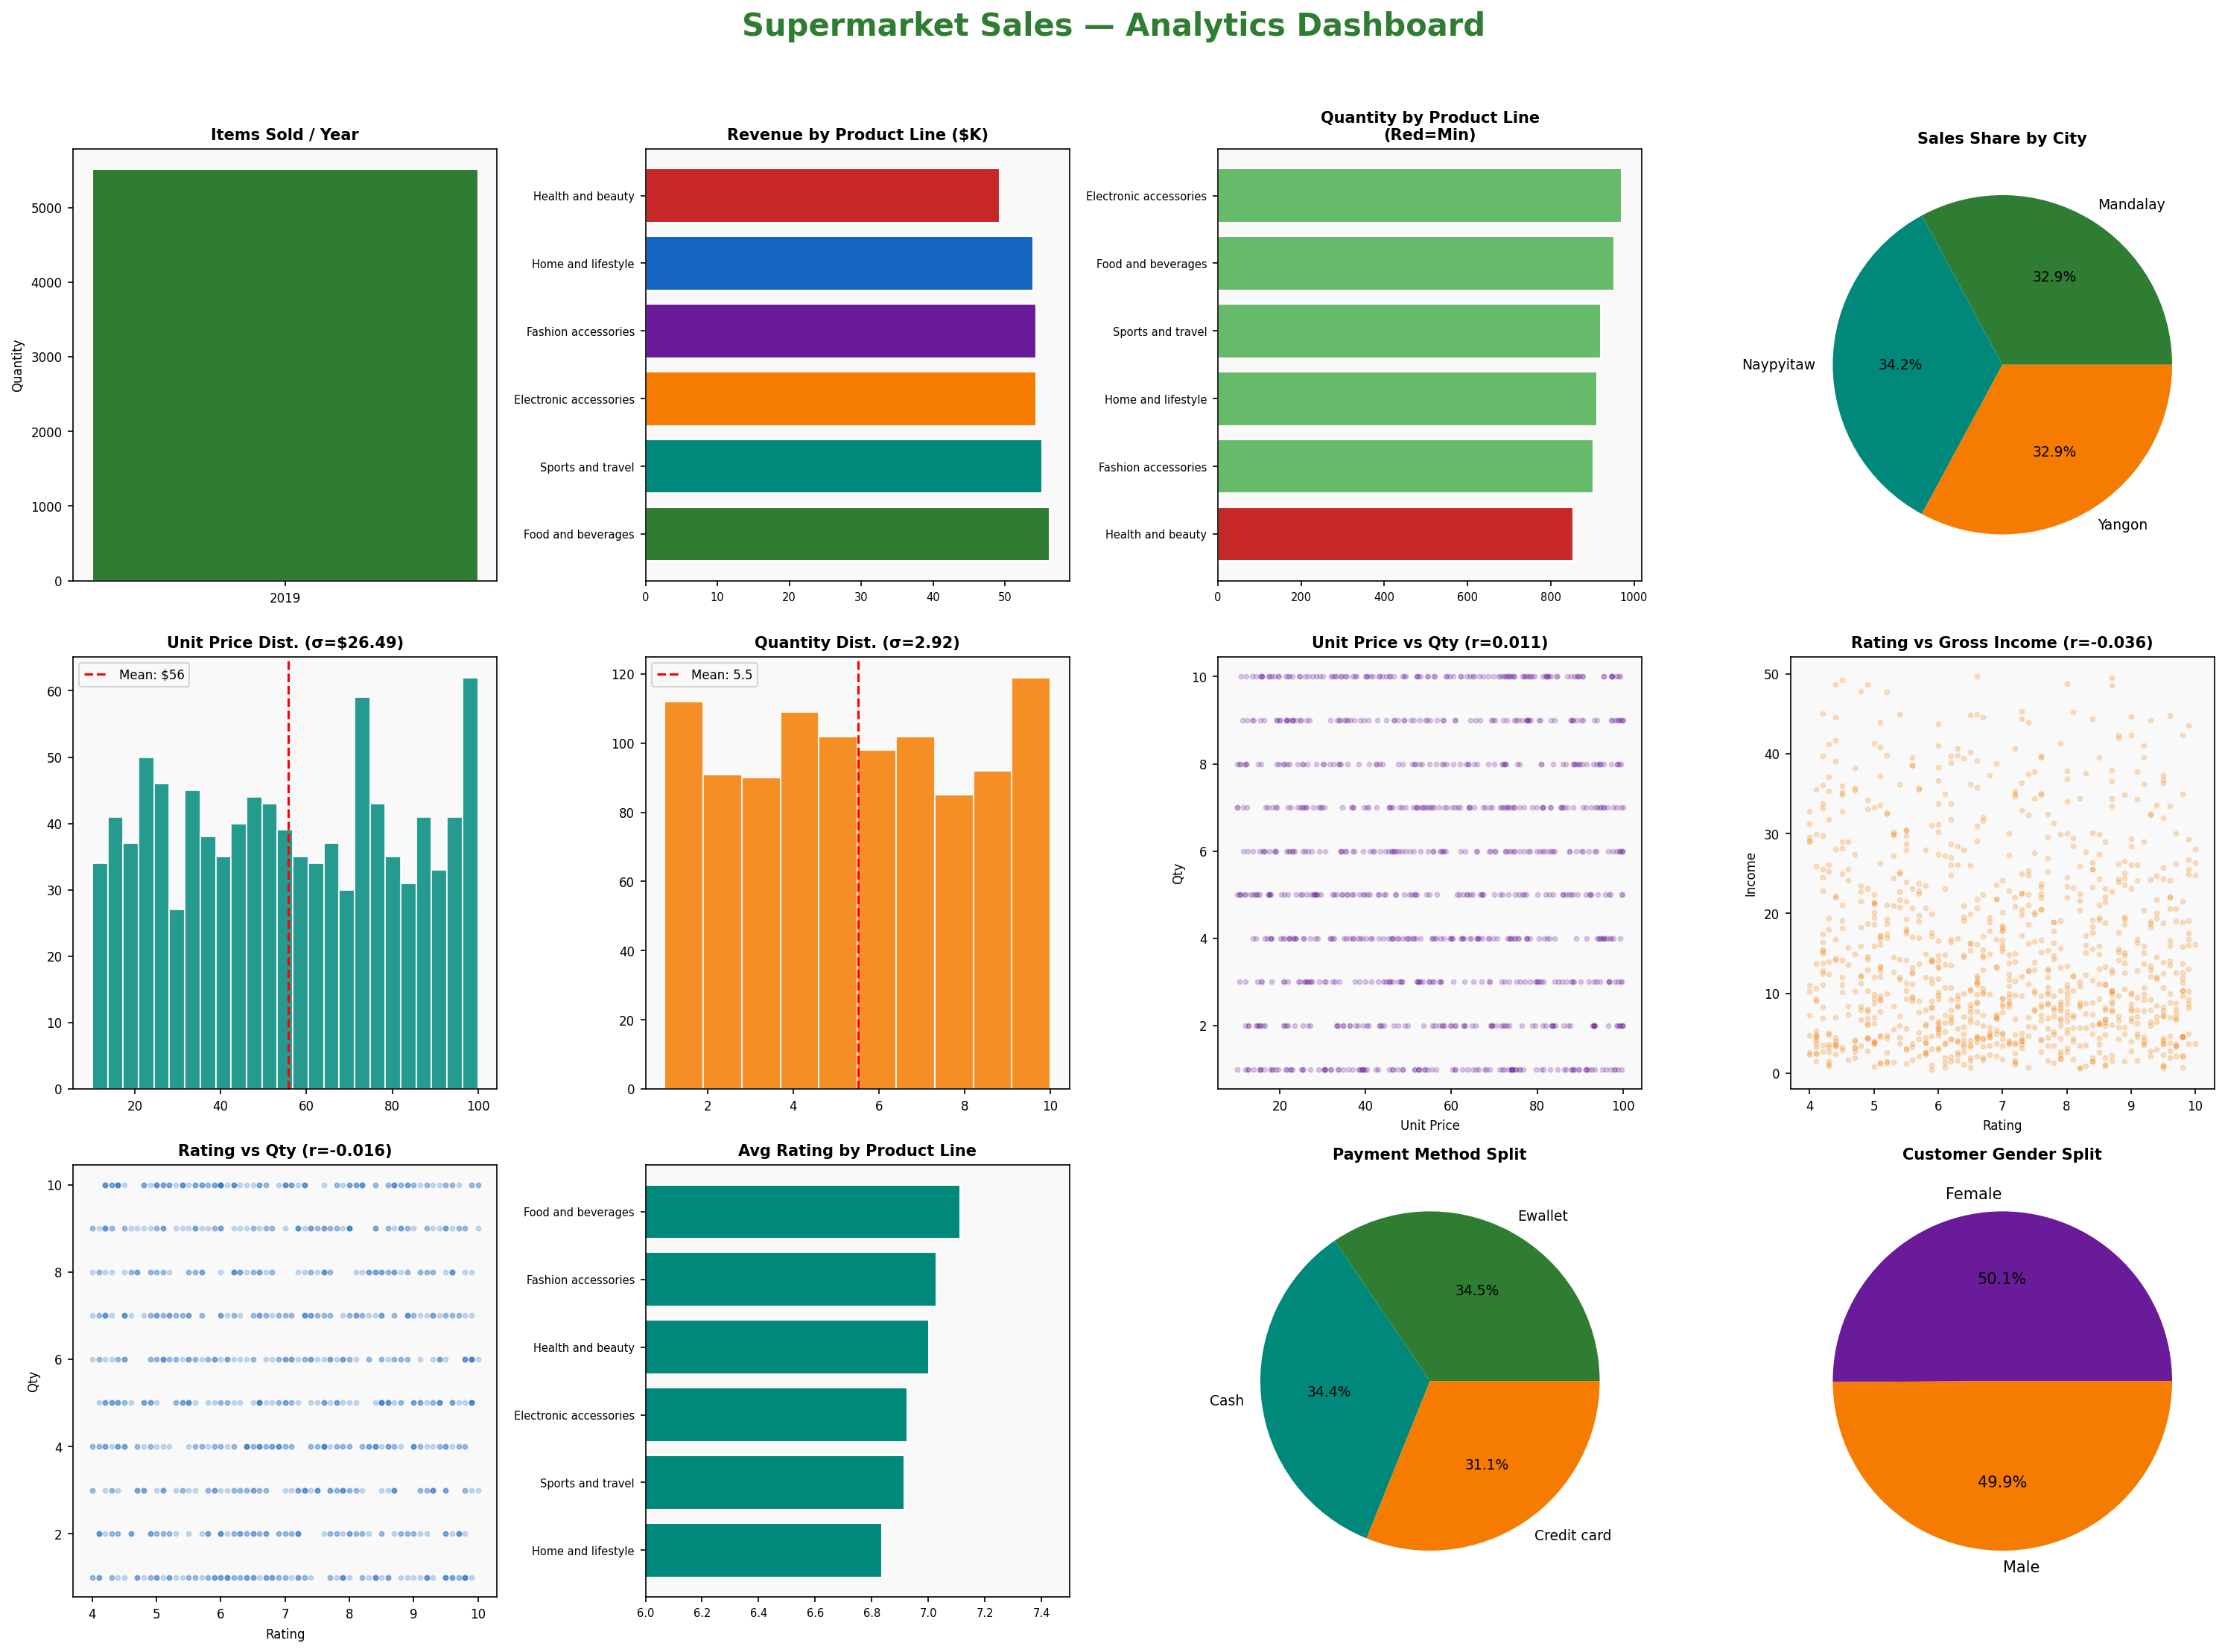 Supermarket Sales — Analytics Dashboard
Items Sold / Year
Quantity
5000
4000
3000
2000
1000
0
2019
Revenue by Product Line ($K)
Health and beauty
Home and lifestyle
Fashion accessories
Electronic accessories
Sports and travel
Food and beverages
0 10 20 30 40 50
Quantity by Product Line
(Red=Min)
Electronic accessories
Food and beverages
Sports and travel
Home and lifestyle
Fashion accessories
Health and beauty
0 200 400 600 800 1000
Sales Share by City
Mandalay
32.9%
Naypyitaw
34.2%
32.9%
Yangon
Unit Price Dist. (σ=$26.49)
Mean: $56
60
50
40
30
20
10
0
20 40 60 80 100
Quantity Dist. (σ=2.92)
Mean: 5.5
120
100
80
60
40
20
0
2 4 6 8 10
Unit Price vs Qty (r=0.011)
Qty
10
8
6
4
2
20 40 60 80 100
Unit Price
Rating vs Gross Income (r=-0.036)
Income
50
40
30
20
10
0
4 5 6 7 8 9 10
Rating
Rating vs Qty (r=-0.016)
Qty
10
8
6
4
2
4 5 6 7 8 9 10
Rating
Avg Rating by Product Line
Food and beverages
Fashion accessories
Health and beauty
Electronic accessories
Sports and travel
Home and lifestyle
6.0 6.2 6.4 6.6 6.8 7.0 7.2 7.4
Payment Method Split
Ewallet
34.5%
Cash
34.4%
31.1%
Credit card
Customer Gender Split
Female
50.1%
49.9%
Male